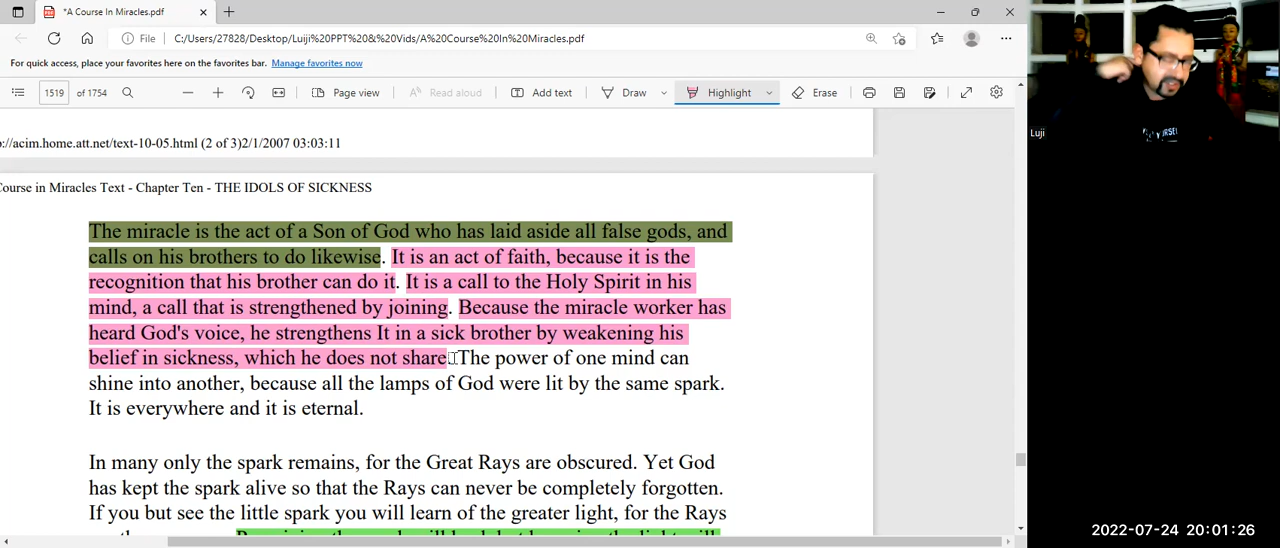 *A Course In Miracles.pdf
File C:/Users/27828/Desktop/Luiji%20PPT%20&%20Vids/A%20Course%20In%20Miracles.pdf
For quick access, place your favorites here on the favorites bar. Manage favorites now
1519 of 1754 Page view Read aloud Add text Draw Highlight Erase
://acim.home.att.net/text-10-05.html (2 of 3)2/1/2007 03:03:11
Course in Miracles Text - Chapter Ten - THE IDOLS OF SICKNESS
The miracle is the act of a Son of God who has laid aside all false gods, and
calls on his brothers to do likewise. It is an act of faith, because it is the
recognition that his brother can do it. It is a call to the Holy Spirit in his
mind, a call that is strengthened by joining. Because the miracle worker has
heard God's voice, he strengthens It in a sick brother by weakening his
belief in sickness, which he does not share. The power of one mind can
shine into another, because all the lamps of God were lit by the same spark.
It is everywhere and it is eternal.
In many only the spark remains, for the Great Rays are obscured. Yet God
has kept the spark alive so that the Rays can never be completely forgotten.
If you but see the little spark you will learn of the greater light, for the Rays
Luji
2022-07-24 20:01:26